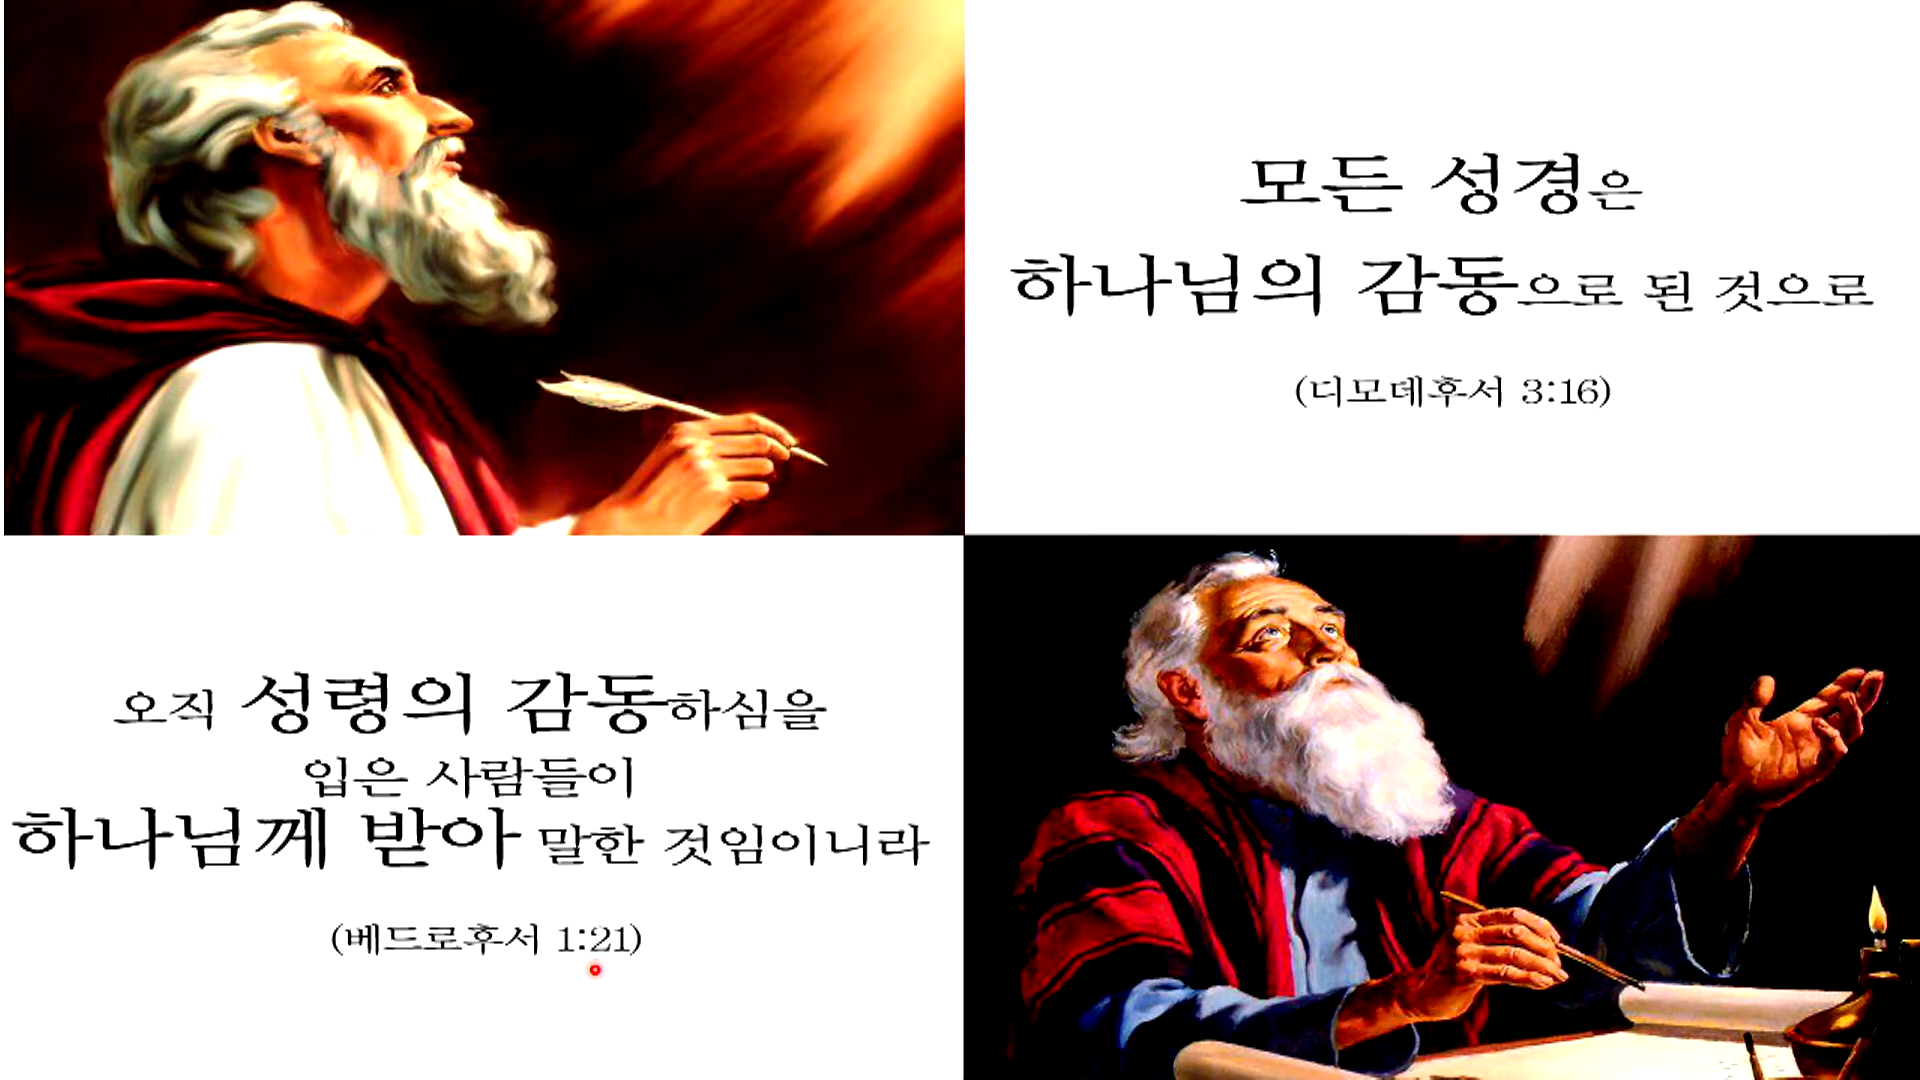 모든 성경은
하나님의 감동으로 된 것으로
(디모데후서 3:16)
오직 성령의 감동하심을
입은 사람들이
하나님께 받아 말한 것임이니라
(베드로후서 1:21)